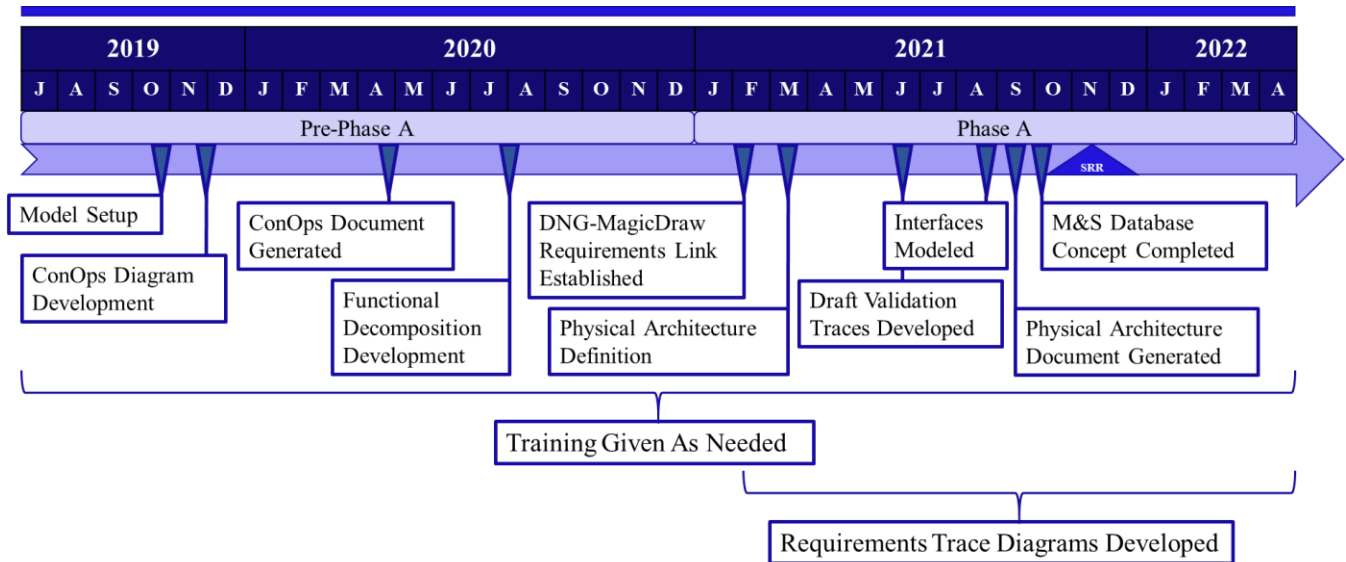 2019 2020 2021 2022
J A S O N D J F M A M J J A S O N D J F M A M J J A S O N D J F M A
Pre-Phase A Phase A
SRR
Model Setup
ConOps Diagram
Development
ConOps Document
Generated
Functional
Decomposition
Development
DNG-MagicDraw
Requirements Link
Established
Physical Architecture
Definition
Interfaces
Modeled
Draft Validation
Traces Developed
M&S Database
Concept Completed
Physical Architecture
Document Generated
Training Given As Needed
Requirements Trace Diagrams Developed